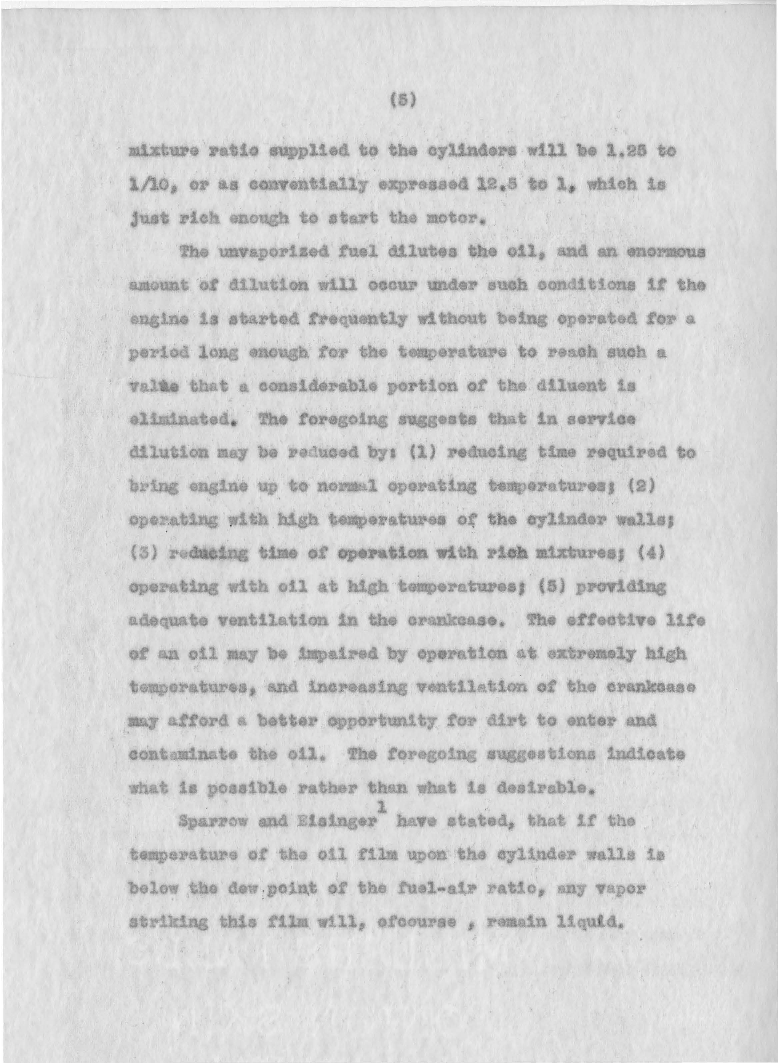 (5)
mixture ratio supplied to the cylinders will be 1.25 to
1/10, or as conventially expressed 12.5 to 1, which is
just rich enough to start the motor.
The unvaporized fuel dilutes the oil, and an enormous
amount of dilution will occur under such conditions if the
engine is started frequently without being operated for a
period long enough for the temperature to reach such a
value that a considerable portion of the diluent is
eliminated. The foregoing suggests that in service
dilution may be reduced by: (1) reducing time required to
bring engine up to normal operating temperatures; (2)
operating with high temperatures of the cylinder walls;
(3) reducing time of operation with rich mixtures; (4)
operating with oil at high temperatures; (5) providing
adequate ventilation in the crankcase. The effective life
of an oil may be impaired by operation at extremely high
temperatures, and increasing ventilation of the crankcase
may afford a better opportunity for dirt to enter and
contaminate the oil. The foregoing suggestions indicate
what is possible rather than what is desirable.
Sparrow and Eisinger1 have stated, that if the
temperature of the oil film upon the cylinder walls is
below the dew point of the fuel-air ratio, any vapor
striking this film will, ofcourse , remain liquid.